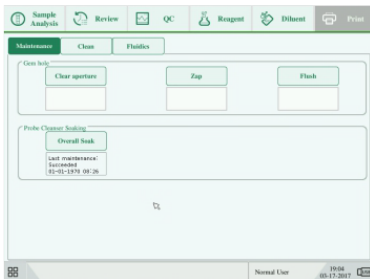 Sample
Analysis
Review
QC
Reagent
Diluent
Print
Maintenance
Clean
Fluidics
Gem hole
Clear aperture
Zap
Flush
Probe Cleanser Soaking
Overall Soak
Last maintenance:
Succeeded
01-01-1970 08:26
Normal User
19:04
03-17-2017